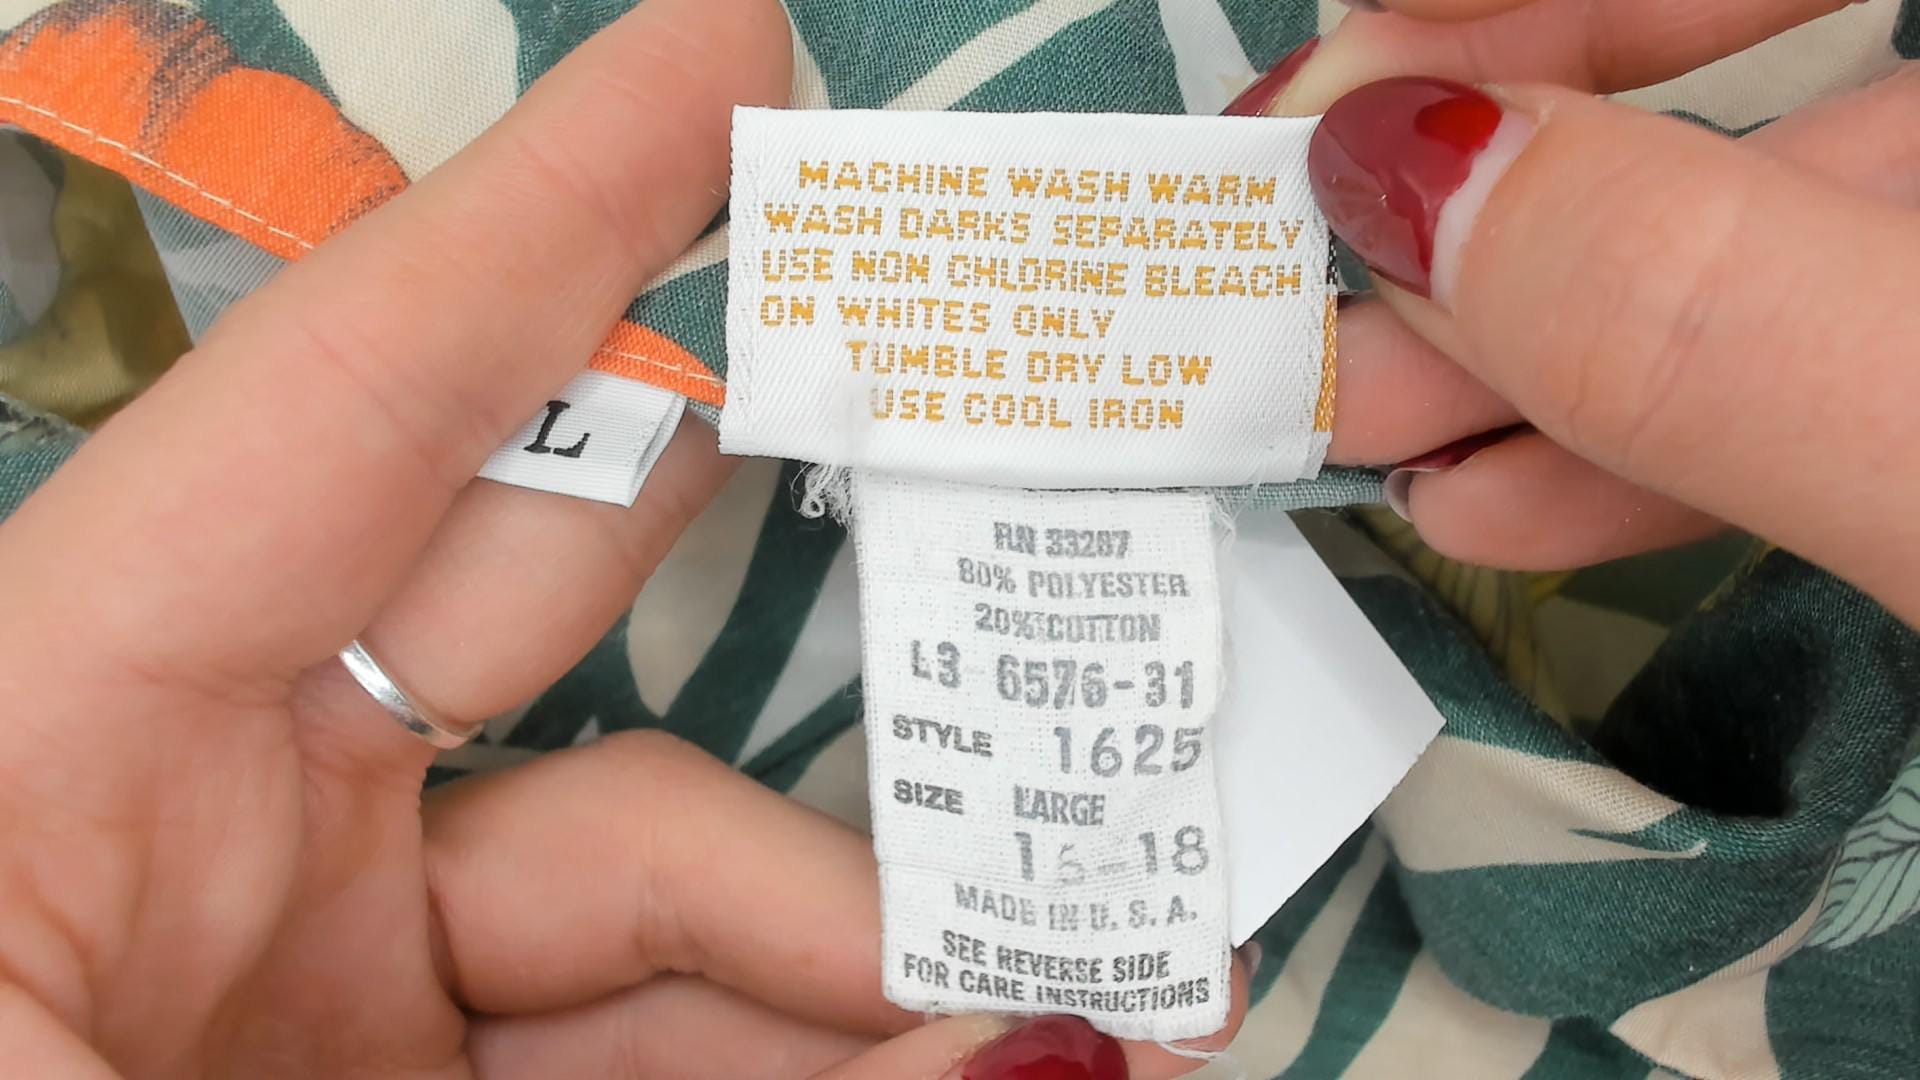 MACHINE WASH WARM
WASH DARKS SEPARATELY
USE NON CHLORINE BLEACH
ON WHITES ONLY
TUMBLE DRY LOW
USE COOL IRON
L
RN 33287
80% POLYESTER
20% COTTON
L3 6576-31
STYLE 1625
SIZE LARGE
16-18
MADE IN U.S.A.
SEE REVERSE SIDE
FOR CARE INSTRUCTIONS